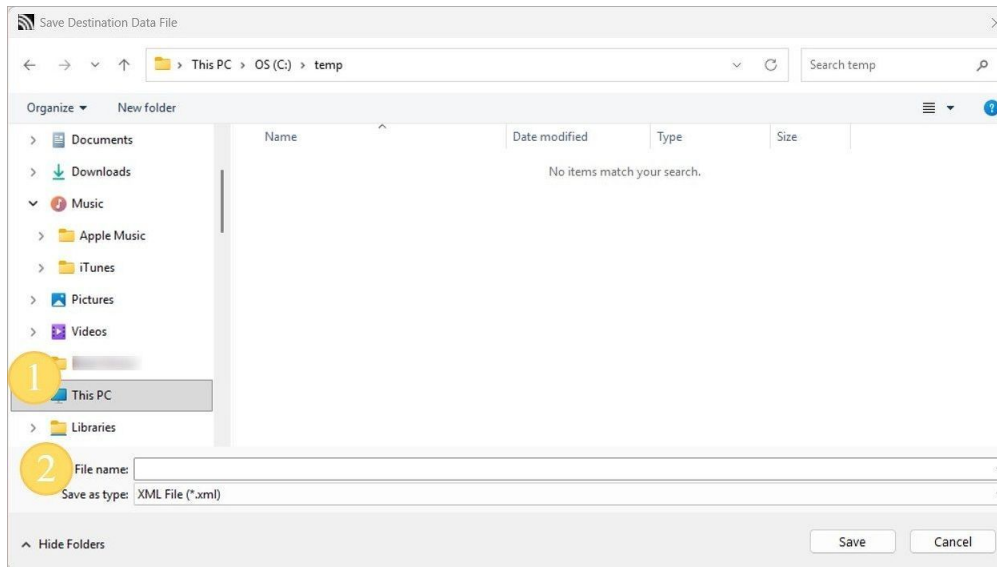 Save Destination Data File
This PC > OS (C:) > temp
Search temp
Organize
New folder
?
Name
Date modified
Type
Size
No items match your search.
Documents
Downloads
Music
Apple Music
iTunes
Pictures
Videos
1
This PC
Libraries
2
File name:
Save as type: XML File (*.xml)
Hide Folders
Save
Cancel